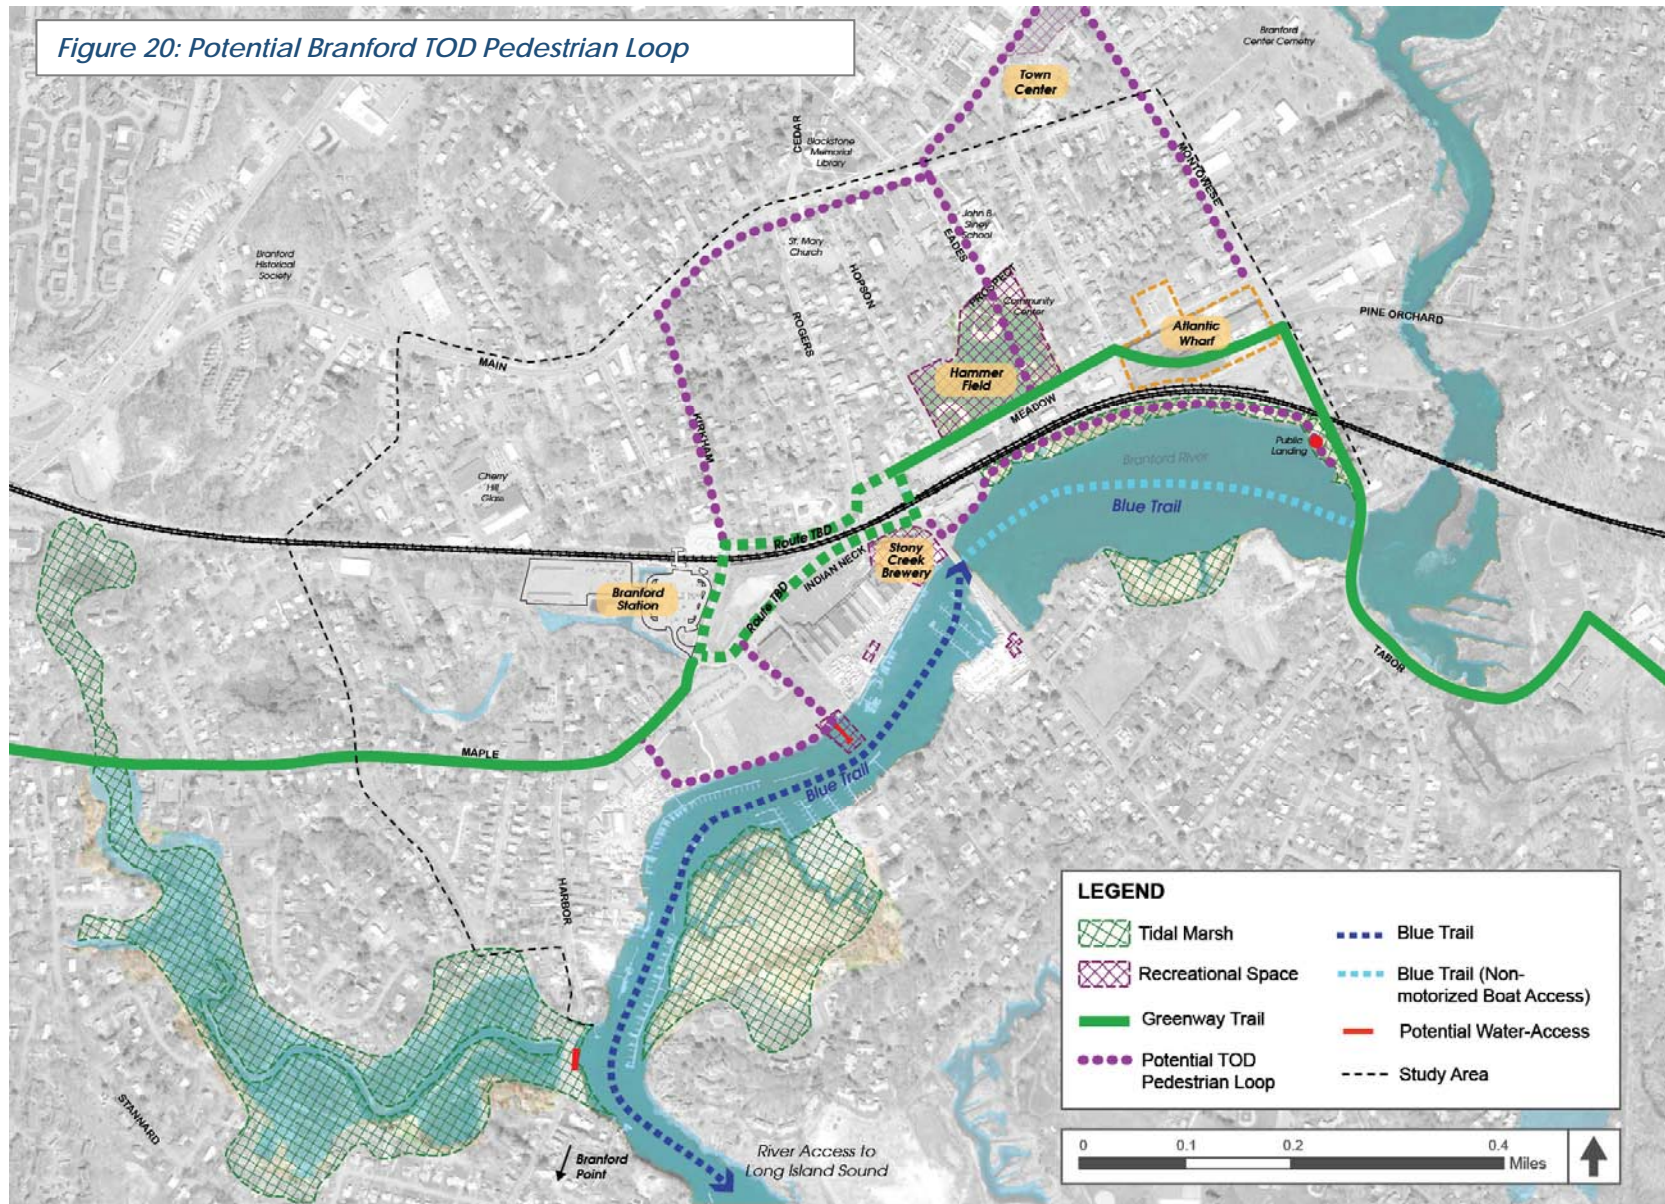 Figure 20: Potential Branford TOD Pedestrian Loop
Branford
Center Cemetry
Town
Center
CEDAR
Blackstone
Memorial
Library
MONTOWESE
John B.
Sliney
School
EADES
St. Mary
Church
Branford
Historical
Society
HOPSON
PROSPECT
Community
Center
ROGERS
PINE ORCHARD
Atlantic
Wharf
MAIN
Hammer
Field
MEADOW
KIRKHAM
Public
Landing
Branford River
Cherry
Hill
Glass
Blue Trail
Route TBD
INDIAN NECK
Stony
Creek
Brewery
Branford
Station
Route TBD
TABOR
MAPLE
Blue Trail
HARBOR
STANNARD
Branford
Point
River Access to
Long Island Sound
LEGEND
Tidal Marsh
Recreational Space
Greenway Trail
Potential TOD
Pedestrian Loop
Blue Trail
Blue Trail (Non-
motorized Boat Access)
Potential Water-Access
Study Area
0 0.1 0.2 0.4
Miles